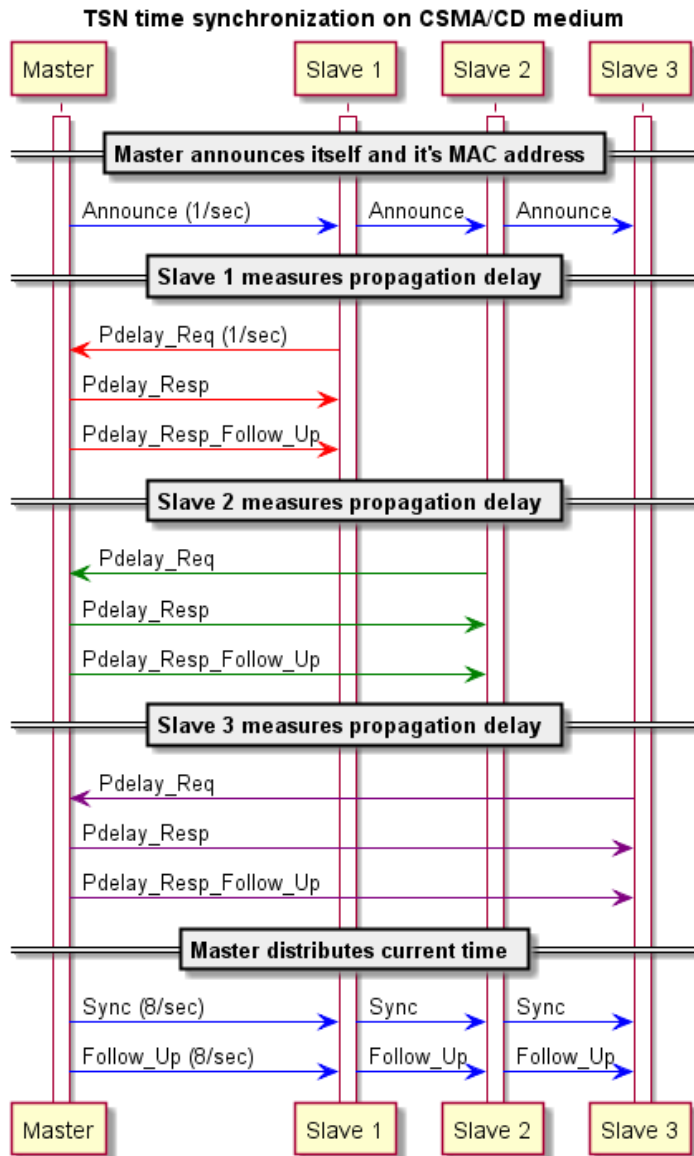 TSN time synchronization on CSMA/CD medium
Master Slave 1 Slave 2 Slave 3
Master announces itself and it's MAC address
Announce (1/sec) Announce Announce
Slave 1 measures propagation delay
Pdelay_Req (1/sec)
Pdelay_Resp
Pdelay_Resp_Follow_Up
Slave 2 measures propagation delay
Pdelay_Req
Pdelay_Resp
Pdelay_Resp_Follow_Up
Slave 3 measures propagation delay
Pdelay_Req
Pdelay_Resp
Pdelay_Resp_Follow_Up
Master distributes current time
Sync (8/sec) Sync Sync
Follow_Up (8/sec) Follow_Up Follow_Up
Master Slave 1 Slave 2 Slave 3